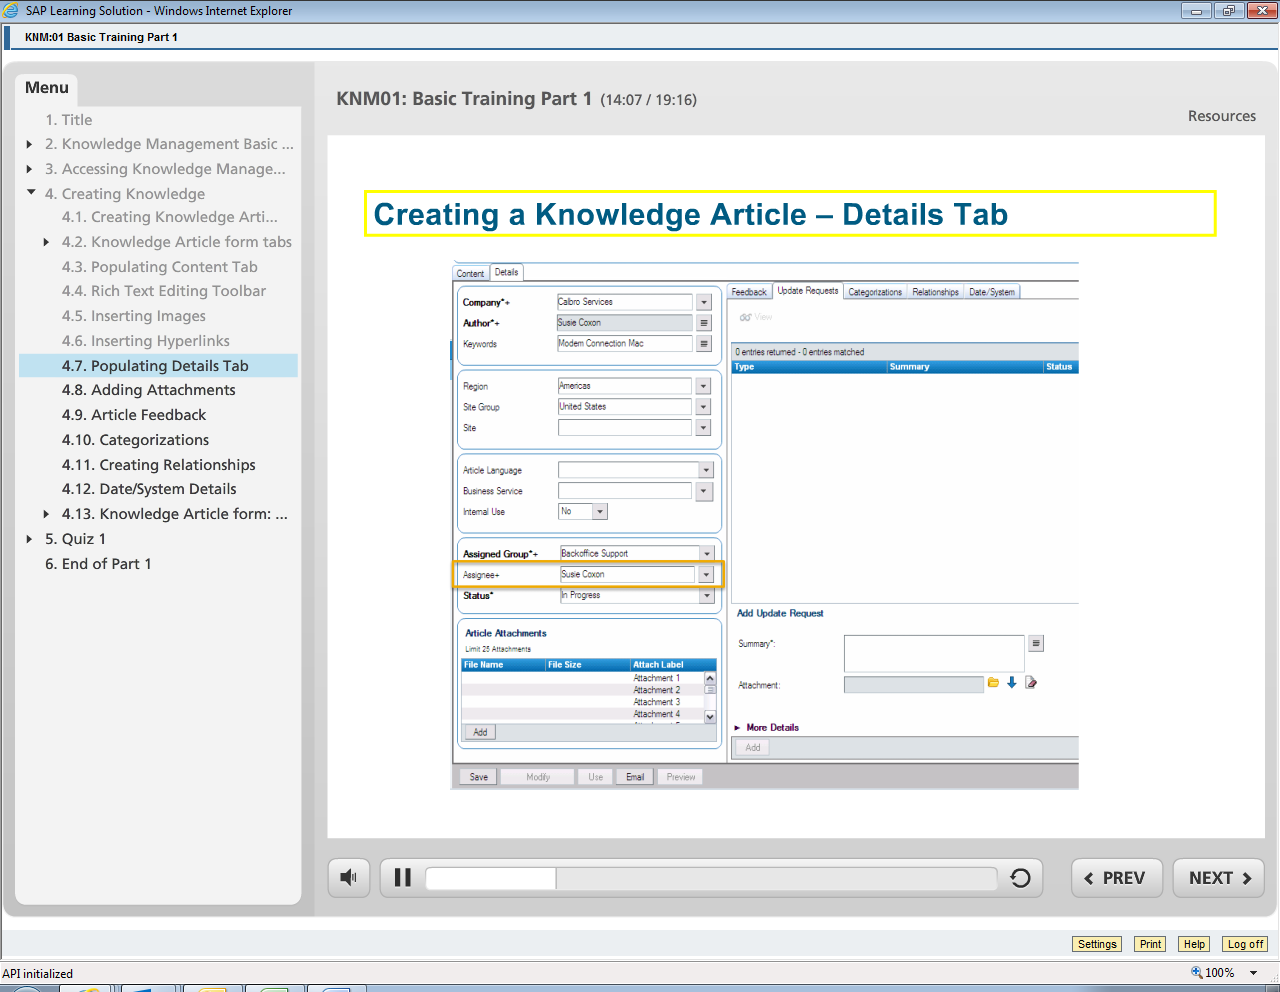 SAP Learning Solution - Windows Internet Explorer
KNM:01 Basic Training Part 1
Menu
1. Title
2. Knowledge Management Basic ...
3. Accessing Knowledge Manage...
4. Creating Knowledge
4.1. Creating Knowledge Arti...
4.2. Knowledge Article form tabs
4.3. Populating Content Tab
4.4. Rich Text Editing Toolbar
4.5. Inserting Images
4.6. Inserting Hyperlinks
4.7. Populating Details Tab
4.8. Adding Attachments
4.9. Article Feedback
4.10. Categorizations
4.11. Creating Relationships
4.12. Date/System Details
4.13. Knowledge Article form: ...
5. Quiz 1
6. End of Part 1
KNM01: Basic Training Part 1 (14:07 / 19:16)
Resources
Creating a Knowledge Article – Details Tab
Content Details
Company*+ Calbro Services
Author*+ Susie Coxon
Keywords Modem Connection Mac
Region Americas
Site Group United States
Site
Article Language
Business Service
Internal Use No
Assigned Group*+ Backoffice Support
Assignee+ Susie Coxon
Status* In Progress
Article Attachments
Limit 25 Attachments
File Name File Size Attach Label
Attachment 1
Attachment 2
Attachment 3
Attachment 4
Add
Feedback Update Requests Categorizations Relationships Date/System
View
0 entries returned - 0 entries matched
Type Summary Status
Add Update Request
Summary*:
Attachment:
More Details
Add
Save Modify Use Email Preview
PREV NEXT
Settings Print Help Log off
API initialized
100%